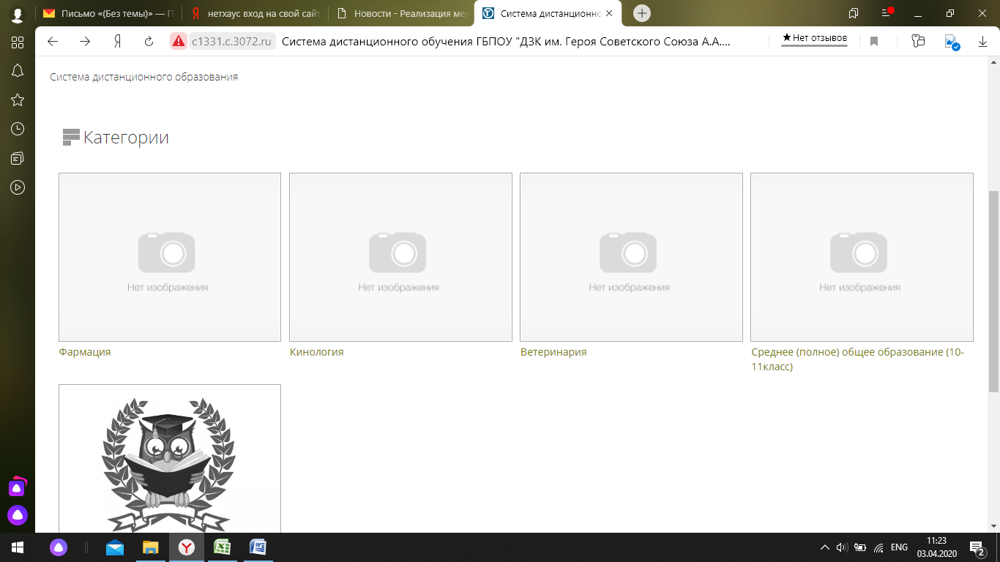 Письмо «(Без темы)» — П
нетхаус вход на свой сайт
Новости - Реализация мер
Система дистанционно
c1331.c.3072.ru
Система дистанционного обучения ГБПОУ "ДЗК им. Героя Советского Союза А.А....
★Нет отзывов
Система дистанционного образования
Категории
Нет изображения
Нет изображения
Нет изображения
Нет изображения
Фармация
Кинология
Ветеринария
Среднее (полное) общее образование (10-
11класс)
ENG
11:23
03.04.2020
2